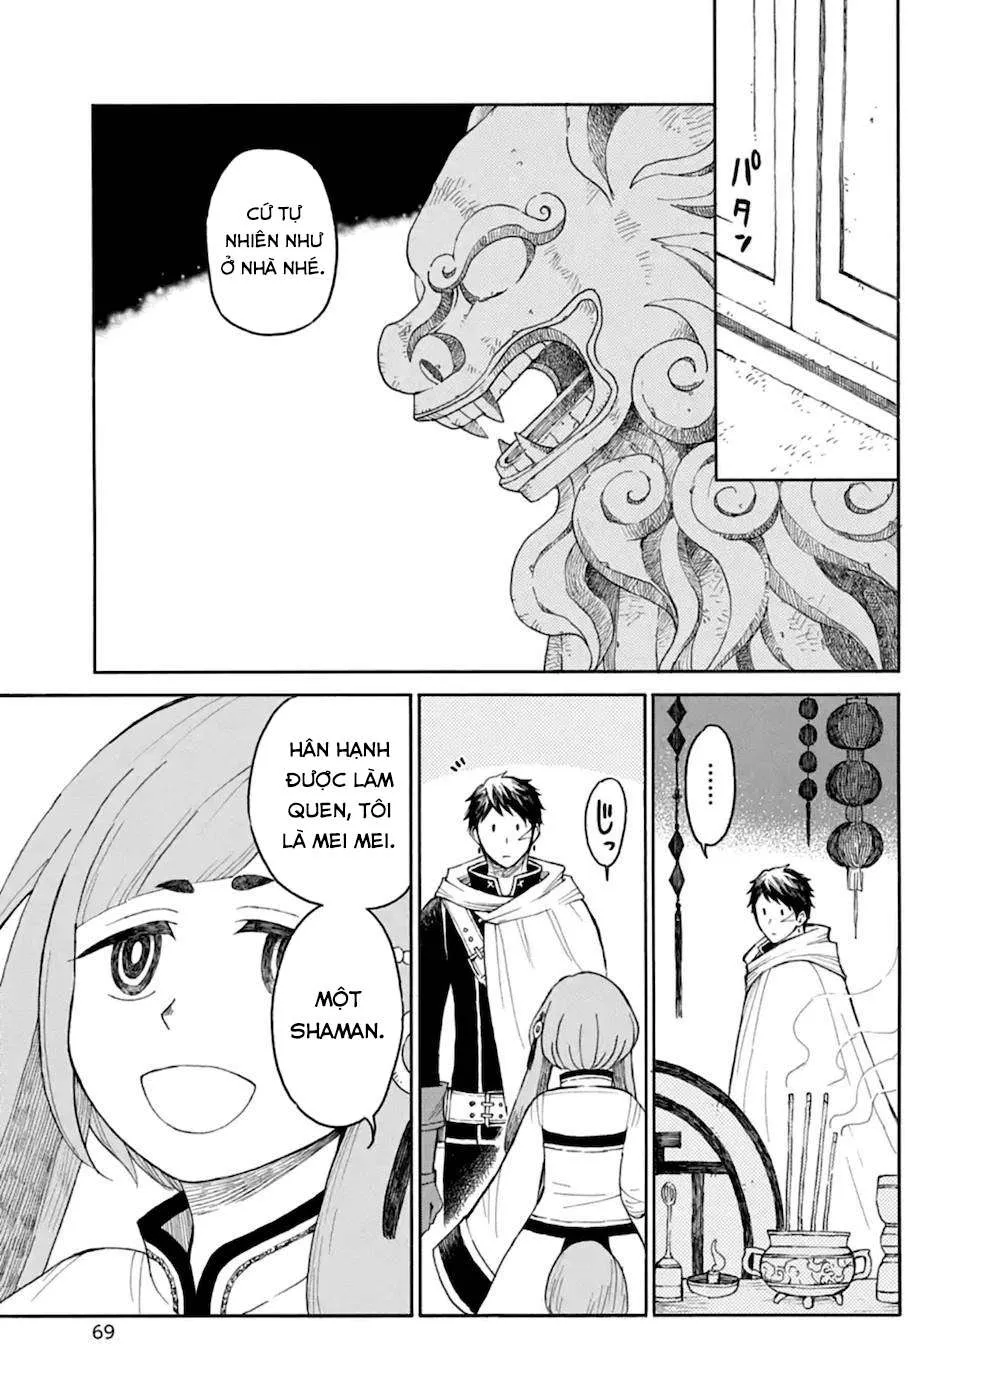 パタン
CỨ TỰ
NHIÊN NHƯ
Ở NHÀ NHÉ.
........
じっ
HÂN HẠNH
ĐƯỢC LÀM
QUEN, TÔI
LÀ MEI MEI.
MỘT
SHAMAN.
69